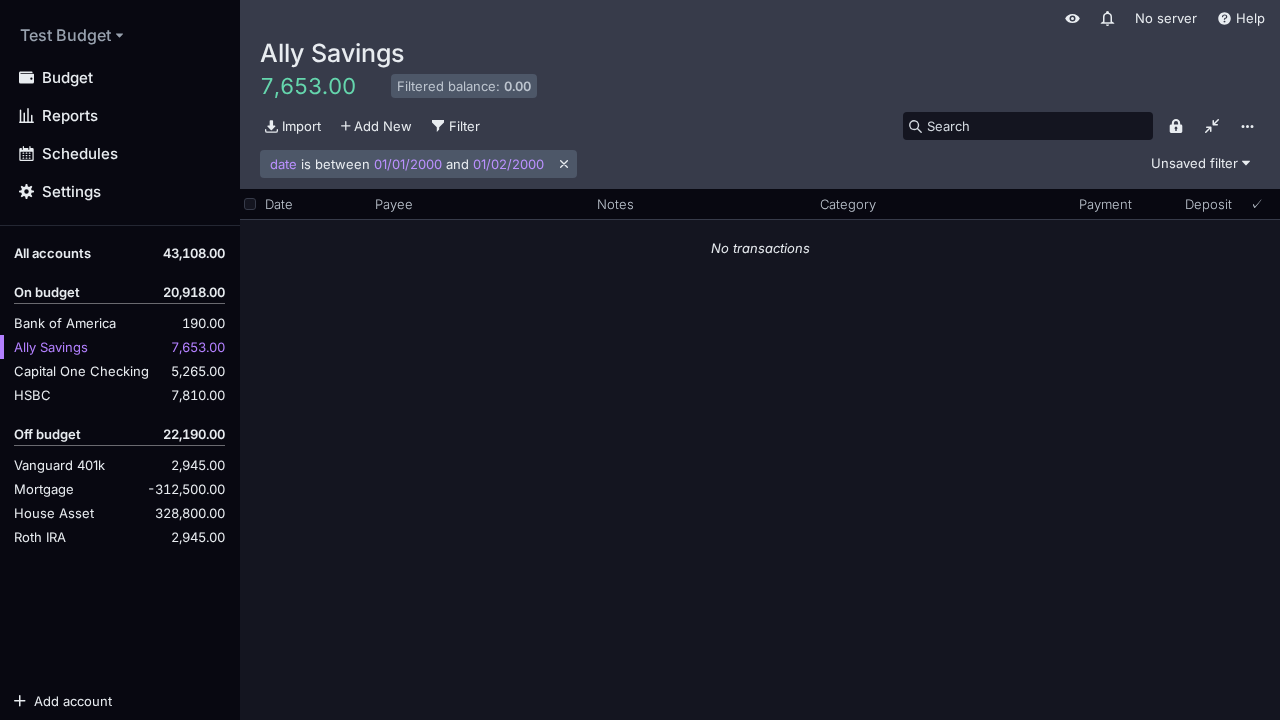 Test Budget
Budget
Reports
Schedules
Settings
All accounts 43,108.00
On budget 20,918.00
Bank of America 190.00
Ally Savings 7,653.00
Capital One Checking 5,265.00
HSBC 7,810.00
Off budget 22,190.00
Vanguard 401k 2,945.00
Mortgage -312,500.00
House Asset 328,800.00
Roth IRA 2,945.00
Add account
No server Help
Ally Savings
7,653.00 Filtered balance: 0.00
Import Add New Filter Search
date is between 01/01/2000 and 01/02/2000 Unsaved filter
Date Payee Notes Category Payment Deposit ✓
No transactions